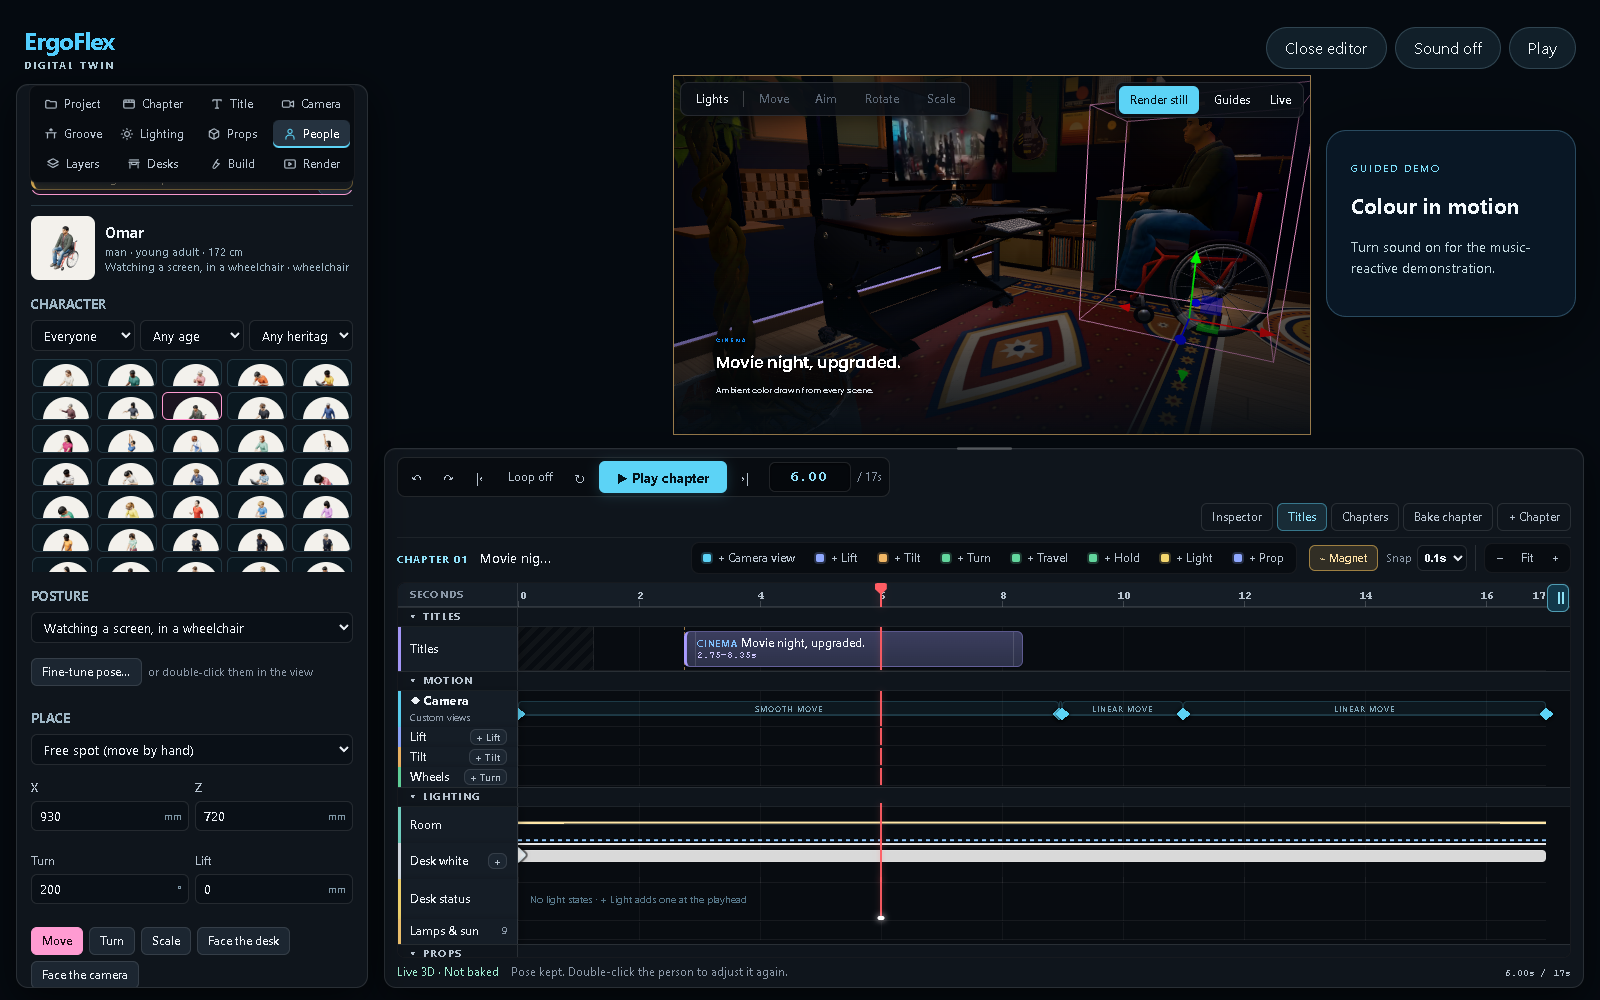 ErgoFlex
DIGITAL TWIN
Close editor
Sound off
Play
Project
Chapter
Title
Camera
Groove
Lighting
Props
People
Layers
Desks
Build
Render
Omar
man · young adult · 172 cm
Watching a screen, in a wheelchair · wheelchair
CHARACTER
Everyone
Any age
Any heritag
POSTURE
Watching a screen, in a wheelchair
Fine-tune pose...
or double-click them in the view
PLACE
Free spot (move by hand)
X
Z
930 mm
720 mm
Turn
Lift
200 °
0 mm
Move
Turn
Scale
Face the desk
Face the camera
Lights
Move
Aim
Rotate
Scale
Render still
Guides
Live
CINEMA
Movie night, upgraded.
Ambient color drawn from every scene.
GUIDED DEMO
Colour in motion
Turn sound on for the music-
reactive demonstration.
Loop off
Play chapter
6.00
/ 17s
Inspector
Titles
Chapters
Bake chapter
+ Chapter
CHAPTER 01
Movie nig...
+ Camera view
+ Lift
+ Tilt
+ Turn
+ Travel
+ Hold
+ Light
+ Prop
Magnet
Snap
0.1s
− Fit +
SECONDS
0 2 4 8 10 12 14 16 17
TITLES
Titles
CINEMA Movie night, upgraded.
2.75–8.35s
MOTION
Camera
Custom views
SMOOTH MOVE
LINEAR MOVE
LINEAR MOVE
Lift
+ Lift
Tilt
+ Tilt
Wheels
+ Turn
LIGHTING
Room
Desk white
+
Desk status
No light states · + Light adds one at the playhead
Lamps & sun 9
PROPS
Live 3D · Not baked
Pose kept. Double-click the person to adjust it again.
6.00s / 17s